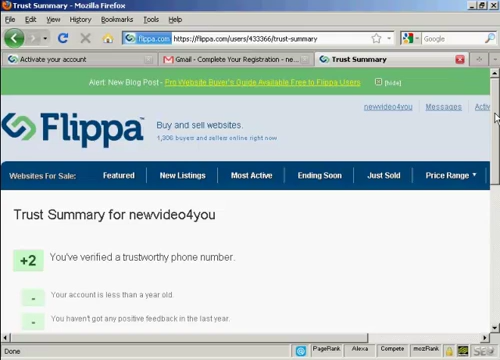 Trust Summary - Mozilla Firefox
File Edit View History Bookmarks Tools Help
flippa.com https://flippa.com/users/433366/trust-summary
Google
Activate your account
Gmail - Complete Your Registration - ne...
Trust Summary
Alert: New Blog Post - Pro Website Buyer's Guide Available Free to Flippa Users [hide]
newvideo4you Messages Activ
Flippa™
Buy and sell websites.
1,306 buyers and sellers online right now.
Websites For Sale: Featured New Listings Most Active Ending Soon Just Sold Price Range
Trust Summary for newvideo4you
+2 You've verified a trustworthy phone number.
- Your account is less than a year old.
- You haven't got any positive feedback in the last year.
Done
PageRank Alexa Compete mozRank